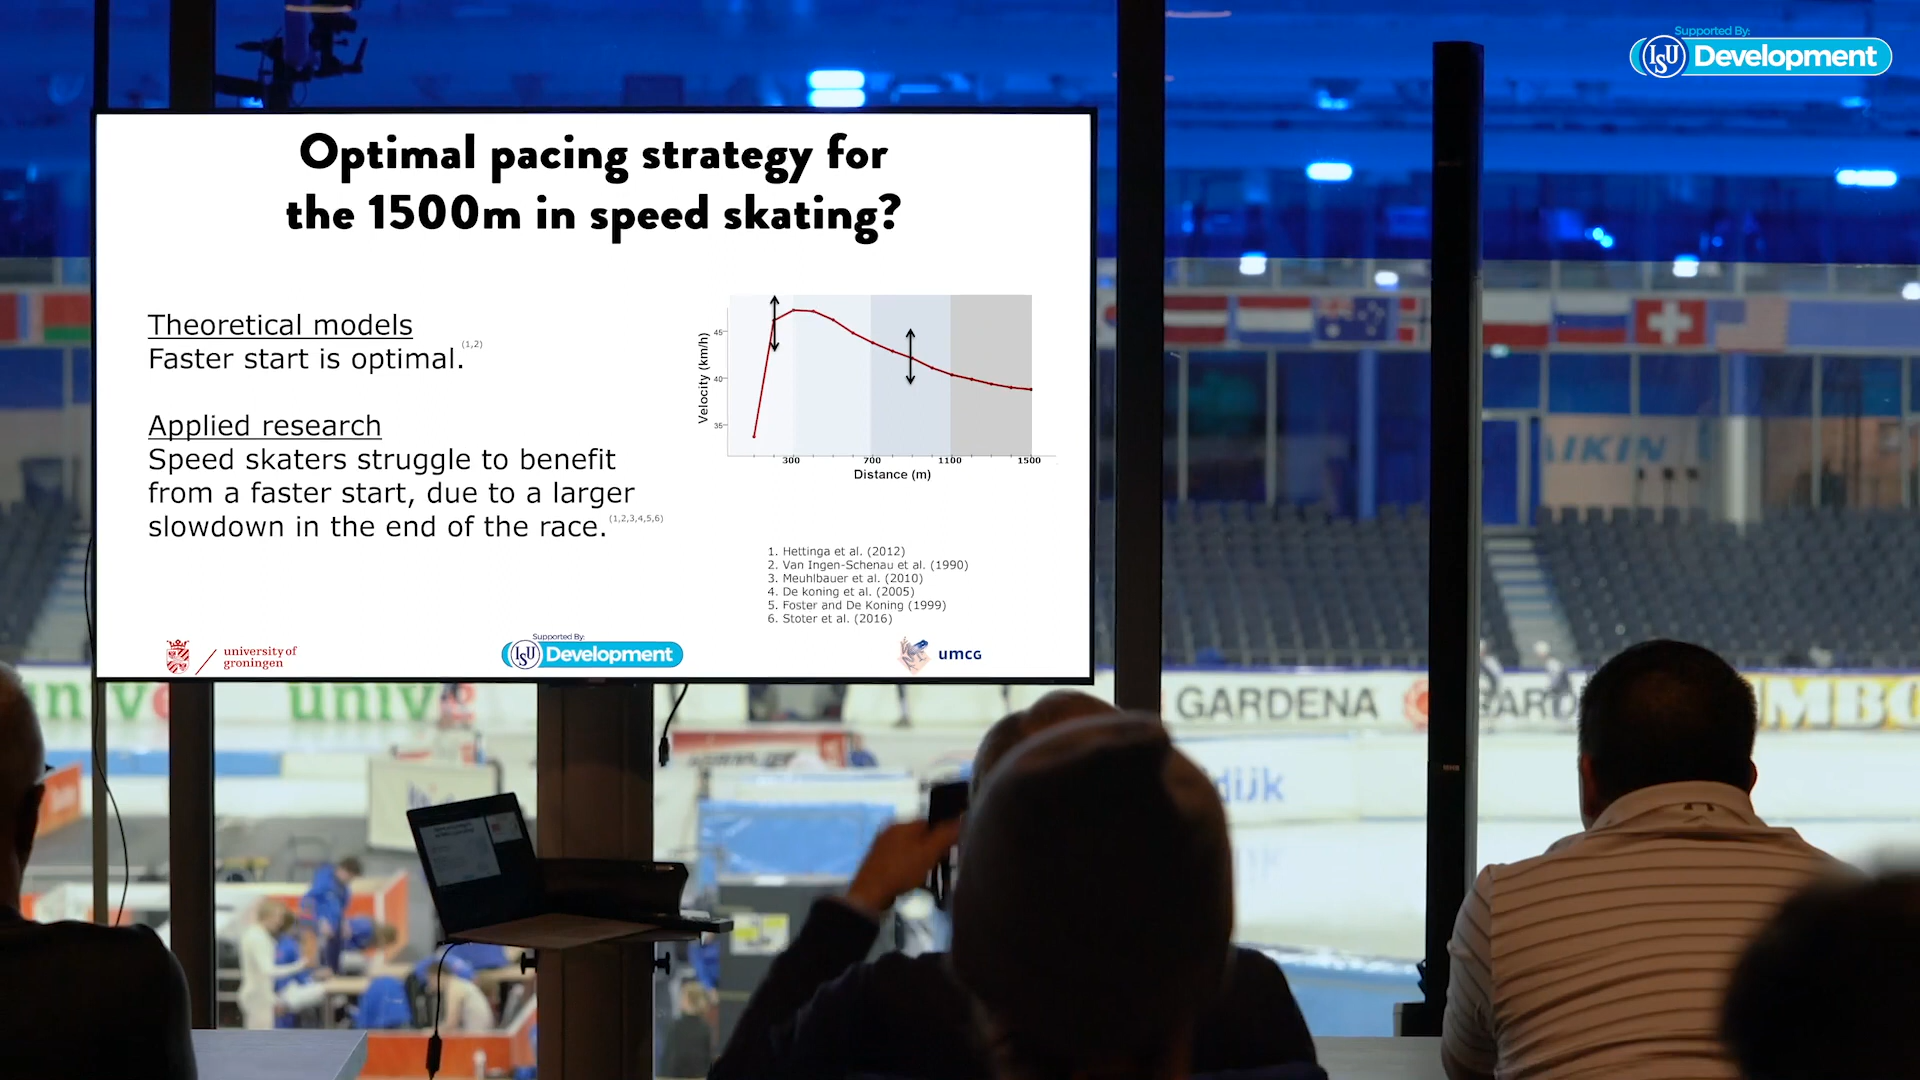 Supported By:
ISU Development
Optimal pacing strategy for
the 1500m in speed skating?
Theoretical models
Faster start is optimal. (1,2)
Applied research
Speed skaters struggle to benefit
from a faster start, due to a larger
slowdown in the end of the race. (1,2,3,4,5,6)
Velocity (km/h)
45
40
35
300 700 1100 1500
Distance (m)
1. Hettinga et al. (2012)
2. Van Ingen-Schenau et al. (1990)
3. Meuhlbauer et al. (2010)
4. De koning et al. (2005)
5. Foster and De Koning (1999)
6. Stoter et al. (2016)
university of
groningen
Supported By:
ISU Development
umcg
AIKIN
unive
GARDENA
GARD
MBO
dijk